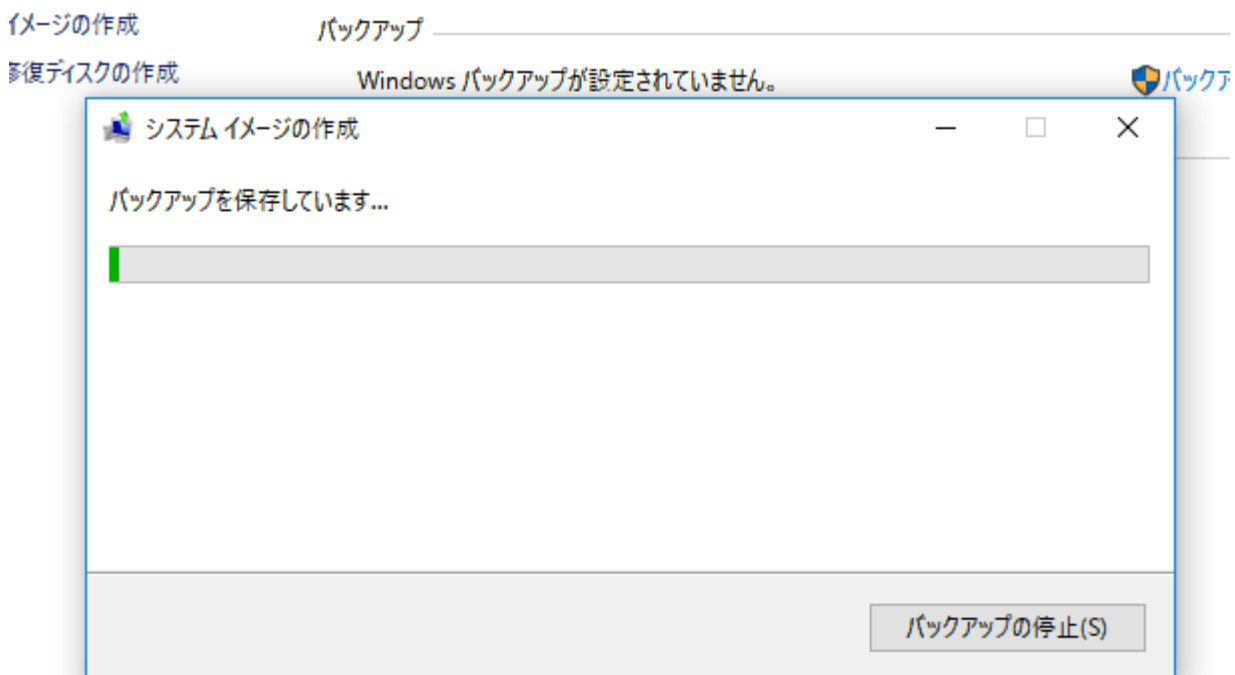 イメージの作成
バックアップ
修復ディスクの作成
Windows バックアップが設定されていません。
バックア
システム イメージの作成
バックアップを保存しています...
バックアップの停止(S)